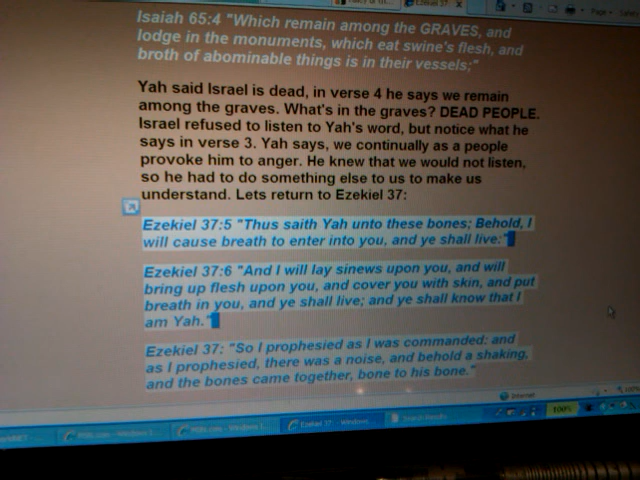 Isaiah 65:4 "Which remain among the GRAVES, and
lodge in the monuments, which eat swine's flesh, and
broth of abominable things is in their vessels;"
Yah said Israel is dead, in verse 4 he says we remain
among the graves. What's in the graves? DEAD PEOPLE.
Israel refused to listen to Yah's word, but notice what he
says in verse 3. Yah says, we continually as a people
provoke him to anger. He knew that we would not listen,
so he had to do something else to us to make us
understand. Lets return to Ezekiel 37:
Ezekiel 37:5 "Thus saith Yah unto these bones; Behold, I
will cause breath to enter into you, and ye shall live:"
Ezekiel 37:6 "And I will lay sinews upon you, and will
bring up flesh upon you, and cover you with skin, and put
breath in you, and ye shall live; and ye shall know that I
am Yah."
Ezekiel 37: "So I prophesied as I was commanded: and
as I prophesied, there was a noise, and behold a shaking,
and the bones came together, bone to his bone."
Internet
100%
Ezekiel 37 - Windows
Search Results
100%